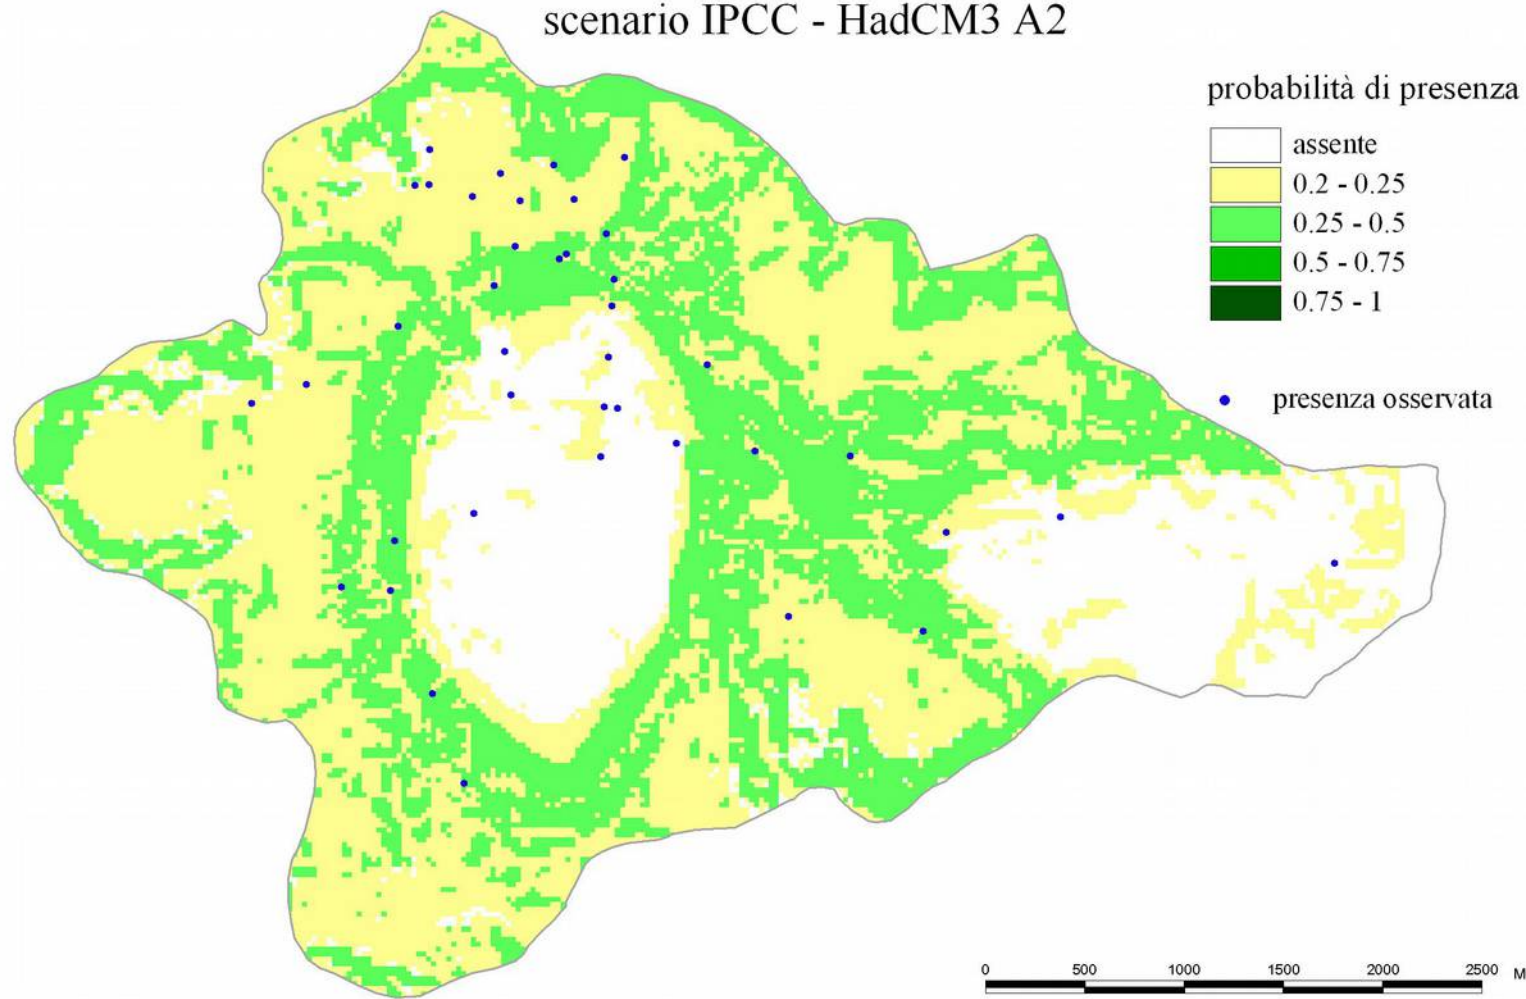 scenario IPCC - HadCM3 A2
probabilità di presenza
assente
0.2 - 0.25
0.25 - 0.5
0.5 - 0.75
0.75 - 1
presenza osservata
0 500 1000 1500 2000 2500 M